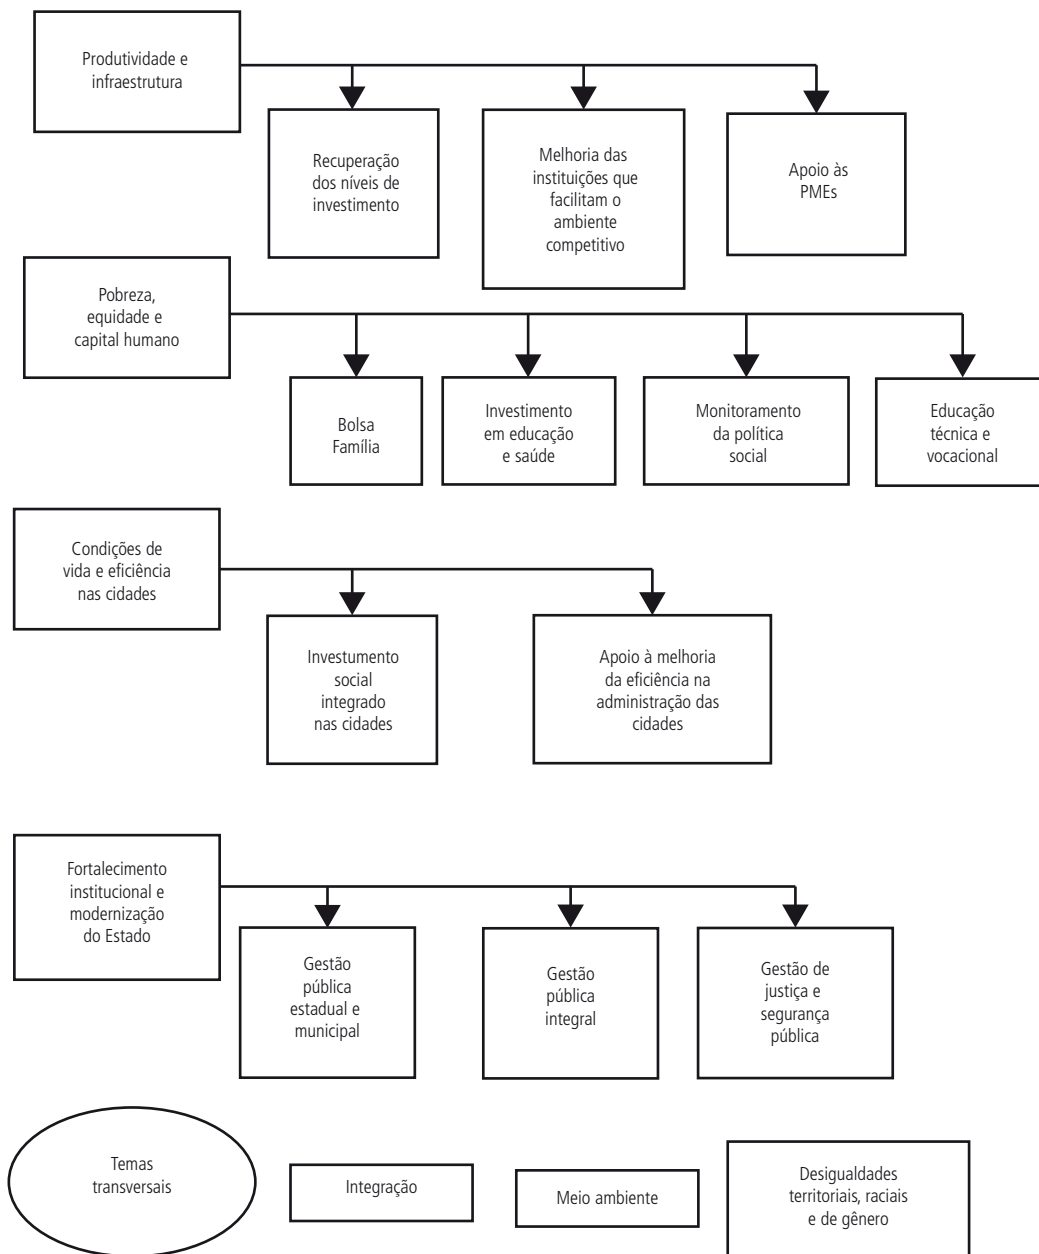 Produtividade e
infraestrutura
Recuperação
dos níveis de
investimento
Melhoria das
instituições que
facilitam o
ambiente
competitivo
Apoio às
PMEs
Pobreza,
equidade e
capital humano
Bolsa
Família
Investimento
em educação
e saúde
Monitoramento
da política
social
Educação
técnica e
vocacional
Condições de
vida e eficiência
nas cidades
Investumento
social
integrado
nas cidades
Apoio à melhoria
da eficiência na
administração das
cidades
Fortalecimento
institucional e
modernização
do Estado
Gestão
pública
estadual e
municipal
Gestão
pública
integral
Gestão de
justiça e
segurança
pública
Temas
transversais
Integração
Meio ambiente
Desigualdades
territoriais, raciais
e de gênero